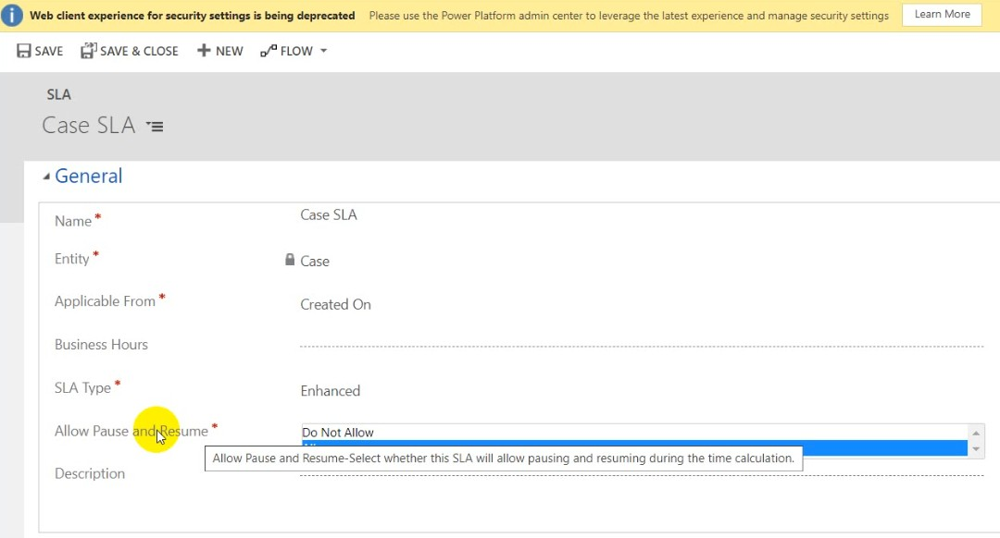 Web client experience for security settings is being deprecated Please use the Power Platform admin center to leverage the latest experience and manage security settings Learn More
SAVE SAVE & CLOSE NEW FLOW
SLA
Case SLA
General
Name* Case SLA
Entity* Case
Applicable From* Created On
Business Hours
SLA Type* Enhanced
Allow Pause and Resume* Do Not Allow
Allow Pause and Resume-Select whether this SLA will allow pausing and resuming during the time calculation.
Description